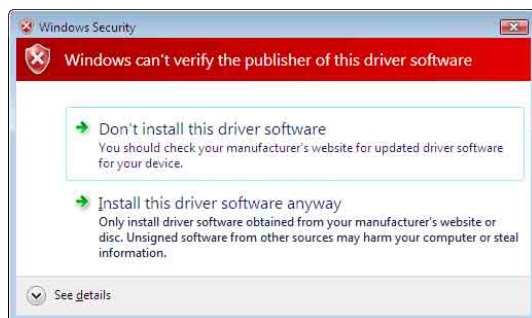 Windows Security
Windows can't verify the publisher of this driver software
Don't install this driver software
You should check your manufacturer's website for updated driver software
for your device.
Install this driver software anyway
Only install driver software obtained from your manufacturer's website or
disc. Unsigned software from other sources may harm your computer or steal
information.
See details